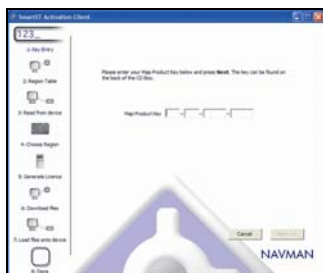 SmartST Activation Client
123_
1: Key Entry
2: Region Table
3: Read from device
4: Choose Region
5: Generate Licence
6: Download files
7: Load files onto device
8: Done
Please enter your Map Product Key below and press Next. The key can be found on
the back of the CD Box.
Map Product Key
Cancel
NAVMAN